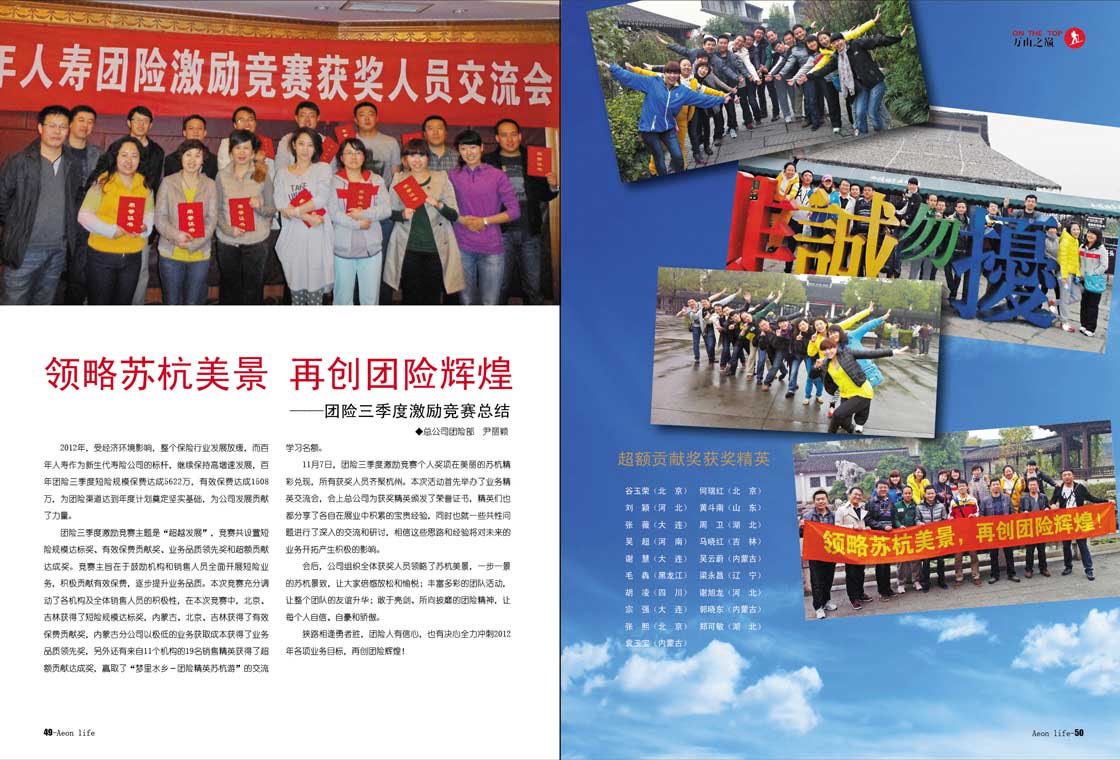 年人寿团险激励竞赛获奖人员交流会
领略苏杭美景 再创团险辉煌
——团险三季度激励竞赛总结
◆总公司团险部 尹丽颖
2012年，受经济环境影响，整个保险行业发展放缓，而百
年人寿作为新生代寿险公司的标杆，继续保持高增速发展，百
年团险三季度短险规模保费达成5622万，有效保费达成1508
万，为团险渠道达到年度计划奠定坚实基础，为公司发展贡献
了力量。
团险三季度激励竞赛主题是“超越发展”，竞赛共设置短
险规模达标奖、有效保费贡献奖、业务品质领先奖和超额贡献
达成奖。竞赛主旨在于鼓励机构和销售人员全面开展短险业
务，积极贡献有效保费，逐步提升业务品质。本次竞赛充分调
动了各机构及全体销售人员的积极性，在本次竞赛中，北京、
吉林获得了短险规模达标奖，内蒙古、北京、吉林获得了有效
保费贡献奖，内蒙古分公司以极低的业务获取成本获得了业务
品质领先奖，另外还有来自11个机构的19名销售精英获得了超
额贡献达成奖，赢取了“梦里水乡－团险精英苏杭游”的交流
学习名额。
11月7日，团险三季度激励竞赛个人奖项在美丽的苏杭精
彩兑现，所有获奖人员齐聚杭州。本次活动首先举办了业务精
英交流会，会上总公司为获奖精英颁发了荣誉证书，精英们也
都分享了各自在展业中积累的宝贵经验，同时也就一些共性问
题进行了深入的交流和研讨，相信这些思路和经验将对未来的
业务开拓产生积极的影响。
会后，公司组织全体获奖人员领略了苏杭美景，一步一景
的苏杭景致，让大家倍感放松和愉悦；丰富多彩的团队活动，
让整个团队的友谊升华；敢于亮剑、所向披靡的团险精神，让
每个人自信、自豪和骄傲。
狭路相逢勇者胜，团险人有信心，也有决心全力冲刺2012
年各项业务目标，再创团险辉煌！
49-Aeon life
ON THE TOP
万山之巅
誠勿擾
超额贡献奖获奖精英
谷玉荣（北 京） 何瑞红（北 京）
刘 颖（河 北） 黄斗南（山 东）
张 薇（大 连） 周 卫（湖 北）
吴 超（河 南） 马晓红（吉 林）
谢 慧（大 连） 吴云蔚（内蒙古）
毛 犇（黑龙江） 梁永昌（辽 宁）
胡 凌（四 川） 谢旭龙（河 北）
宗 强（大 连） 郭晓东（内蒙古）
张 熙（北 京） 郑可敏（湖 北）
袁玉宝（内蒙古）
领略苏杭美景，再创团险辉煌！
Aeon life-50